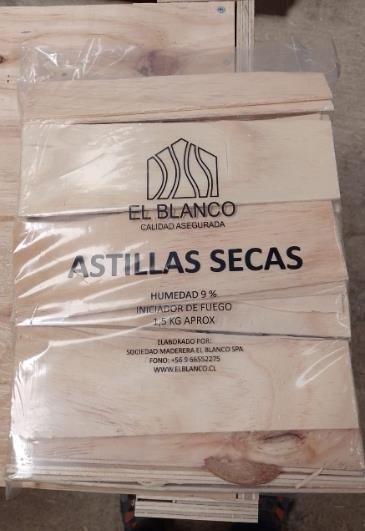 EL BLANCO
CALIDAD ASEGURADA
ASTILLAS SECAS
HUMEDAD 9 %
INICIADOR DE FUEGO
1,5 KG APROX
ELABORADO POR:
SOCIEDAD MADERERA EL BLANCO SPA
FONO: +56 9 66552275
WWW.ELBLANCO.CL